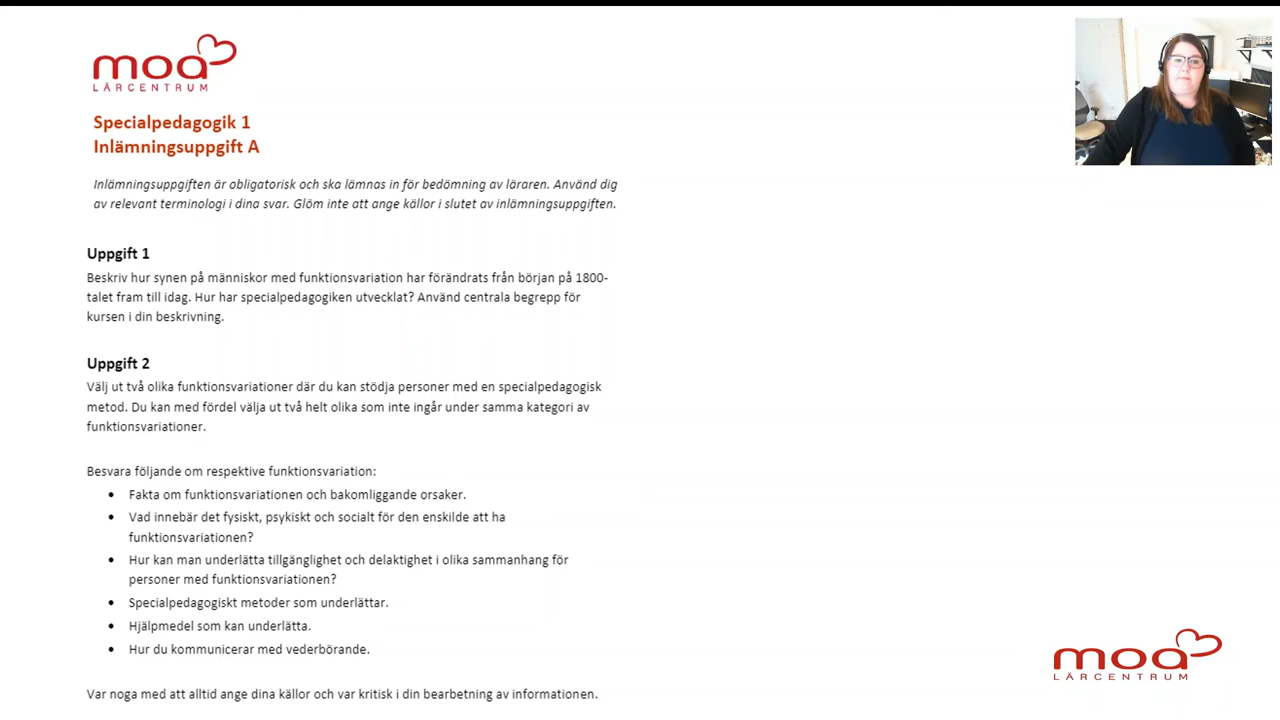 moa
LÄRCENTRUM
Specialpedagogik 1
Inlämningsuppgift A
Inlämningsuppgiften är obligatorisk och ska lämnas in för bedömning av läraren. Använd dig
av relevant terminologi i dina svar. Glöm inte att ange källor i slutet av inlämningsuppgiften.
Uppgift 1
Beskriv hur synen på människor med funktionsvariation har förändrats från början på 1800-
talet fram till idag. Hur har specialpedagogiken utvecklat? Använd centrala begrepp för
kursen i din beskrivning.
Uppgift 2
Välj ut två olika funktionsvariationer där du kan stödja personer med en specialpedagogisk
metod. Du kan med fördel välja ut två helt olika som inte ingår under samma kategori av
funktionsvariationer.
Besvara följande om respektive funktionsvariation:
• Fakta om funktionsvariationen och bakomliggande orsaker.
• Vad innebär det fysiskt, psykiskt och socialt för den enskilde att ha
funktionsvariationen?
• Hur kan man underlätta tillgänglighet och delaktighet i olika sammanhang för
personer med funktionsvariationen?
• Specialpedagogiskt metoder som underlättar.
• Hjälpmedel som kan underlätta.
• Hur du kommunicerar med vederbörande.
Var noga med att alltid ange dina källor och var kritisk i din bearbetning av informationen.
moa
LÄRCENTRUM